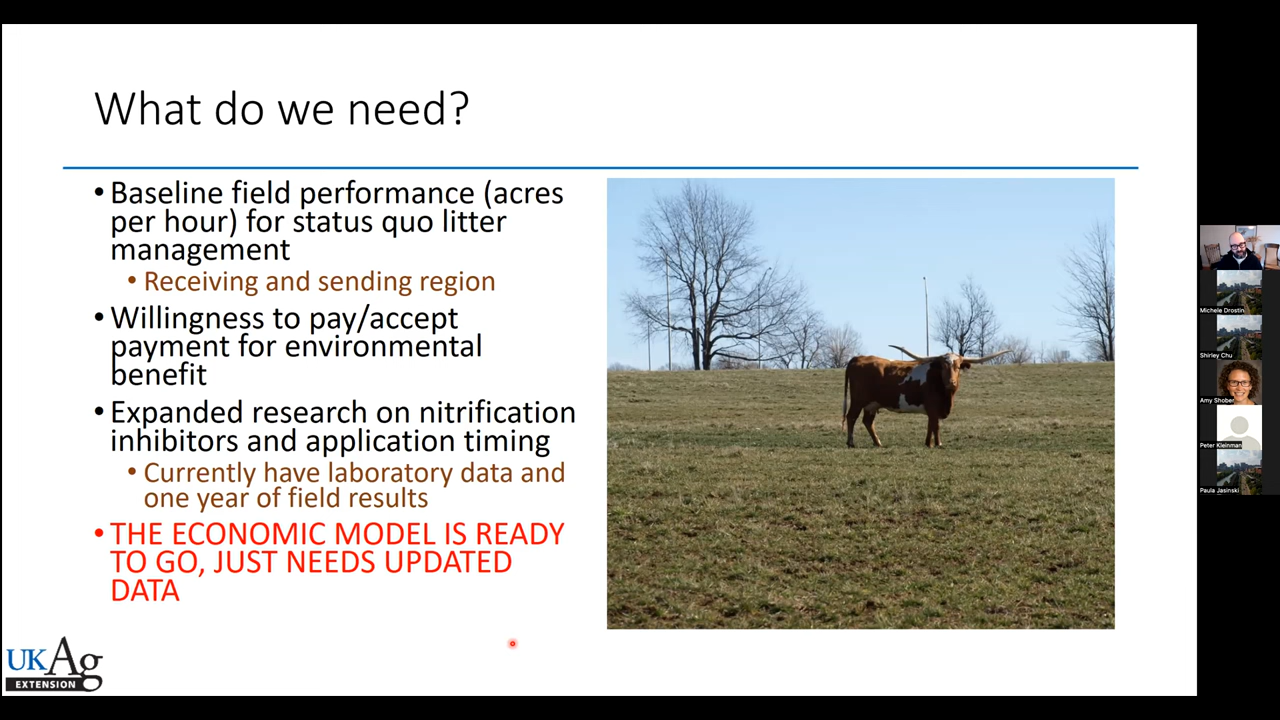 What do we need?
• Baseline field performance (acres
per hour) for status quo litter
management
• Receiving and sending region
• Willingness to pay/accept
payment for environmental
benefit
• Expanded research on nitrification
inhibitors and application timing
• Currently have laboratory data and
one year of field results
• THE ECONOMIC MODEL IS READY
TO GO, JUST NEEDS UPDATED
DATA
UKAg
EXTENSION
Michele Drostin
Shirley Chu
Amy Shober
Peter Kleinman
Paula Jasinski